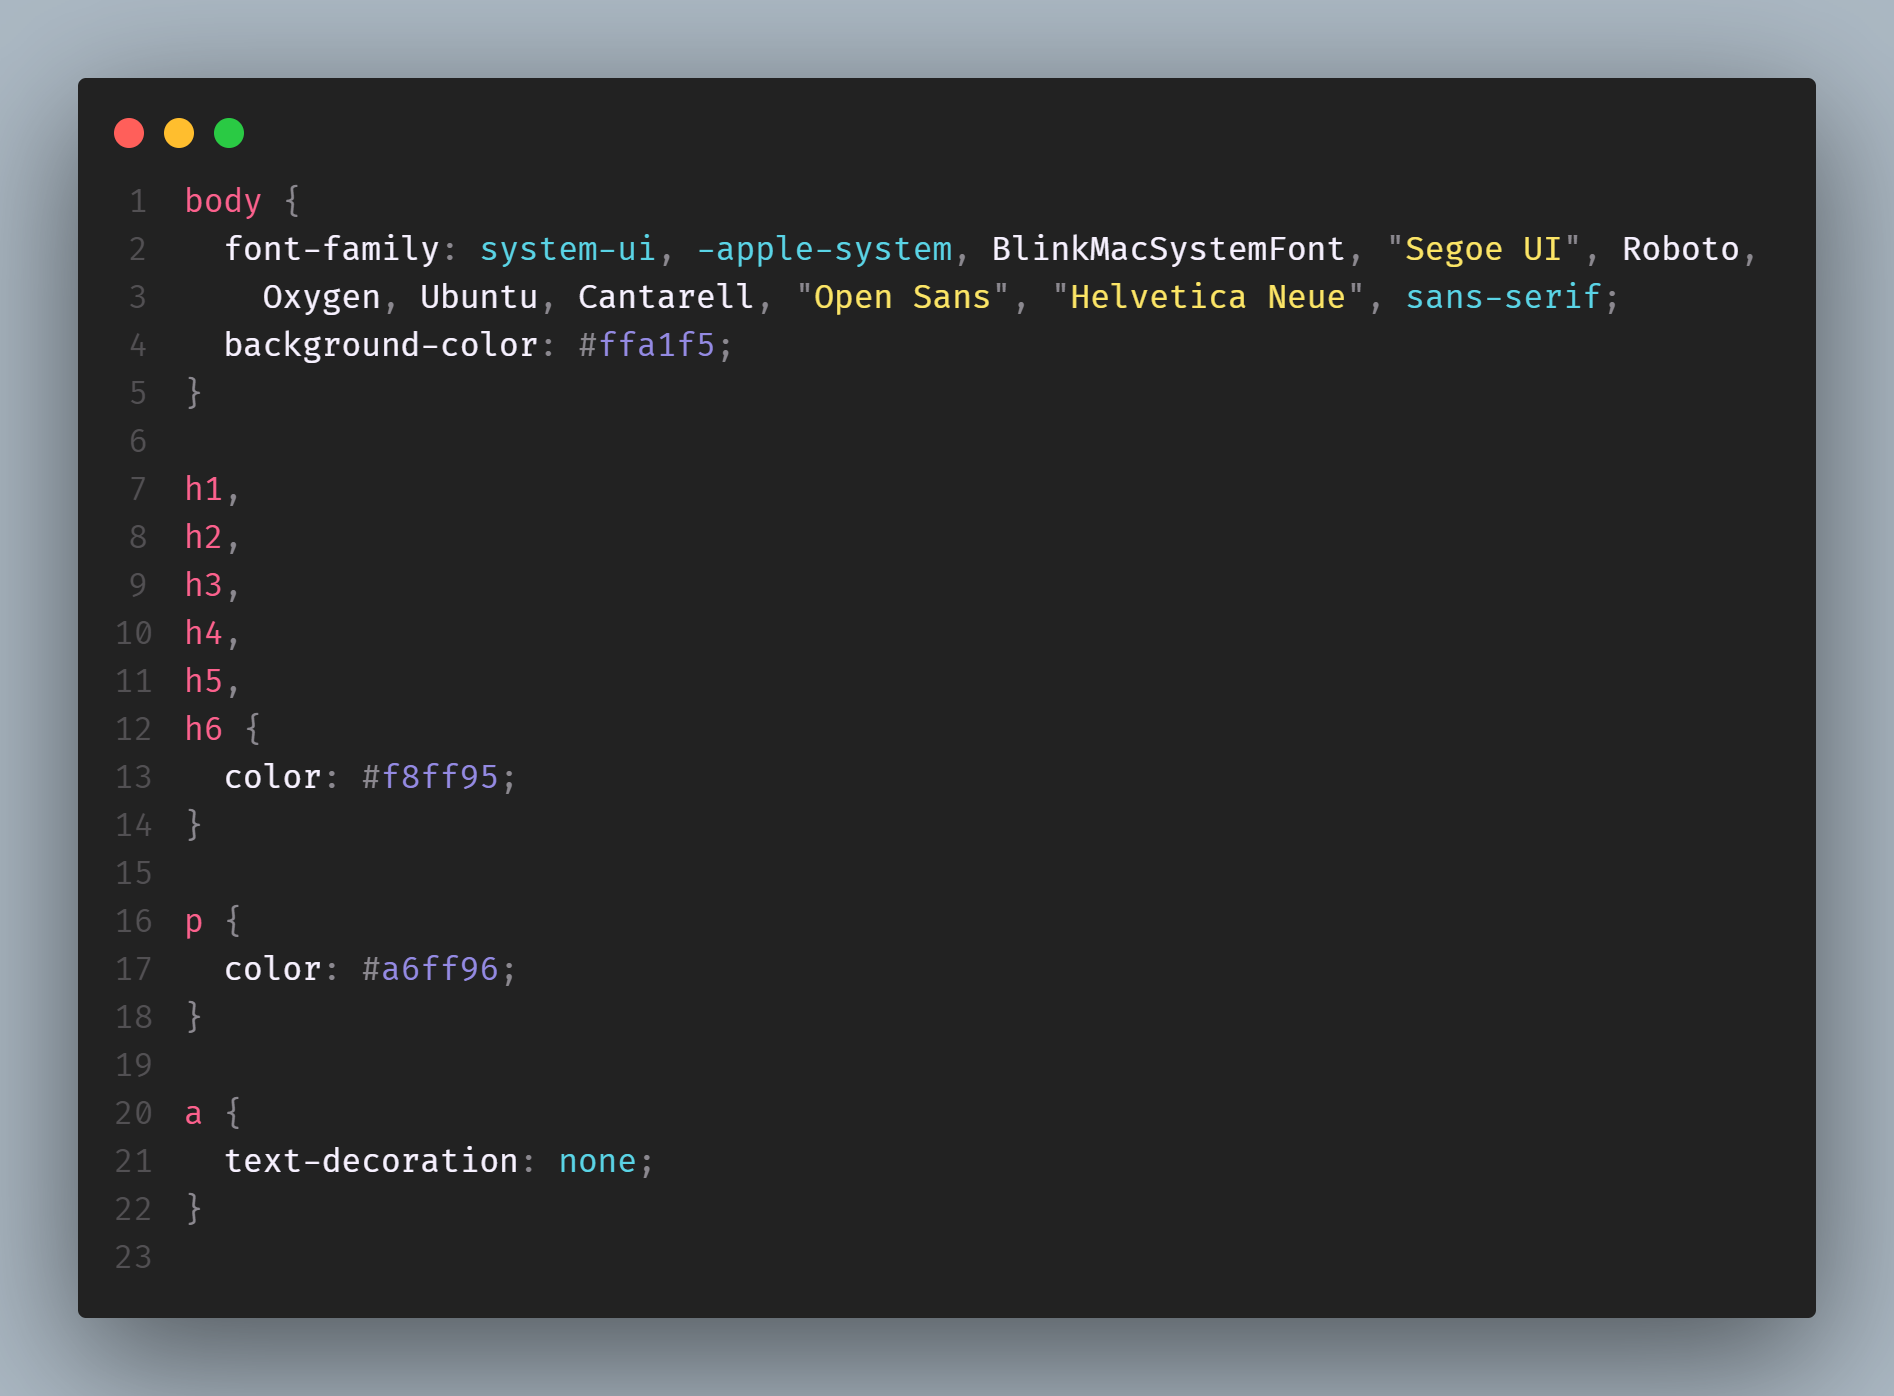 1 body {
2   font-family: system-ui, -apple-system, BlinkMacSystemFont, "Segoe UI", Roboto,
3     Oxygen, Ubuntu, Cantarell, "Open Sans", "Helvetica Neue", sans-serif;
4   background-color: #ffa1f5;
5 }
6
7 h1,
8 h2,
9 h3,
10 h4,
11 h5,
12 h6 {
13   color: #f8ff95;
14 }
15
16 p {
17   color: #a6ff96;
18 }
19
20 a {
21   text-decoration: none;
22 }
23